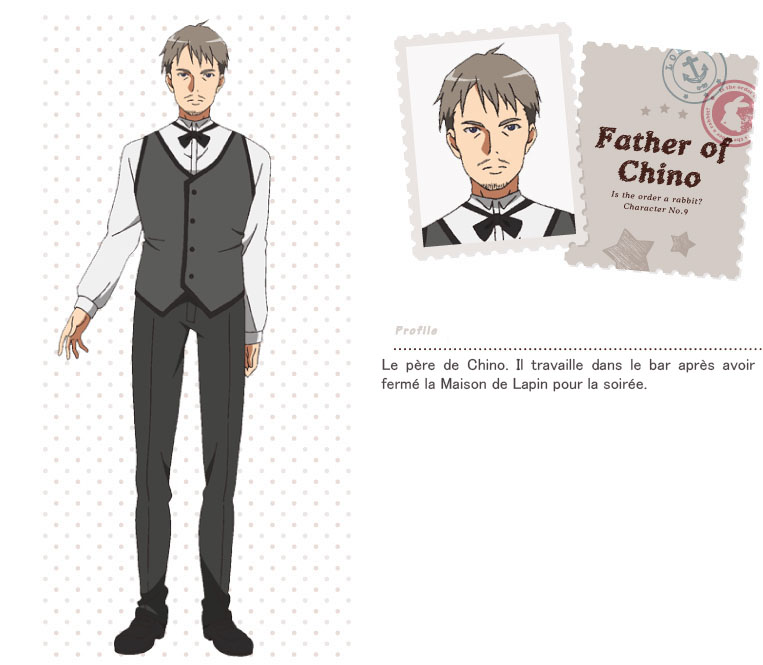 Father of
Chino
Is the order a rabbit?
Character No.9
Profile
Le père de Chino. Il travaille dans le bar après avoir
fermé la Maison de Lapin pour la soirée.